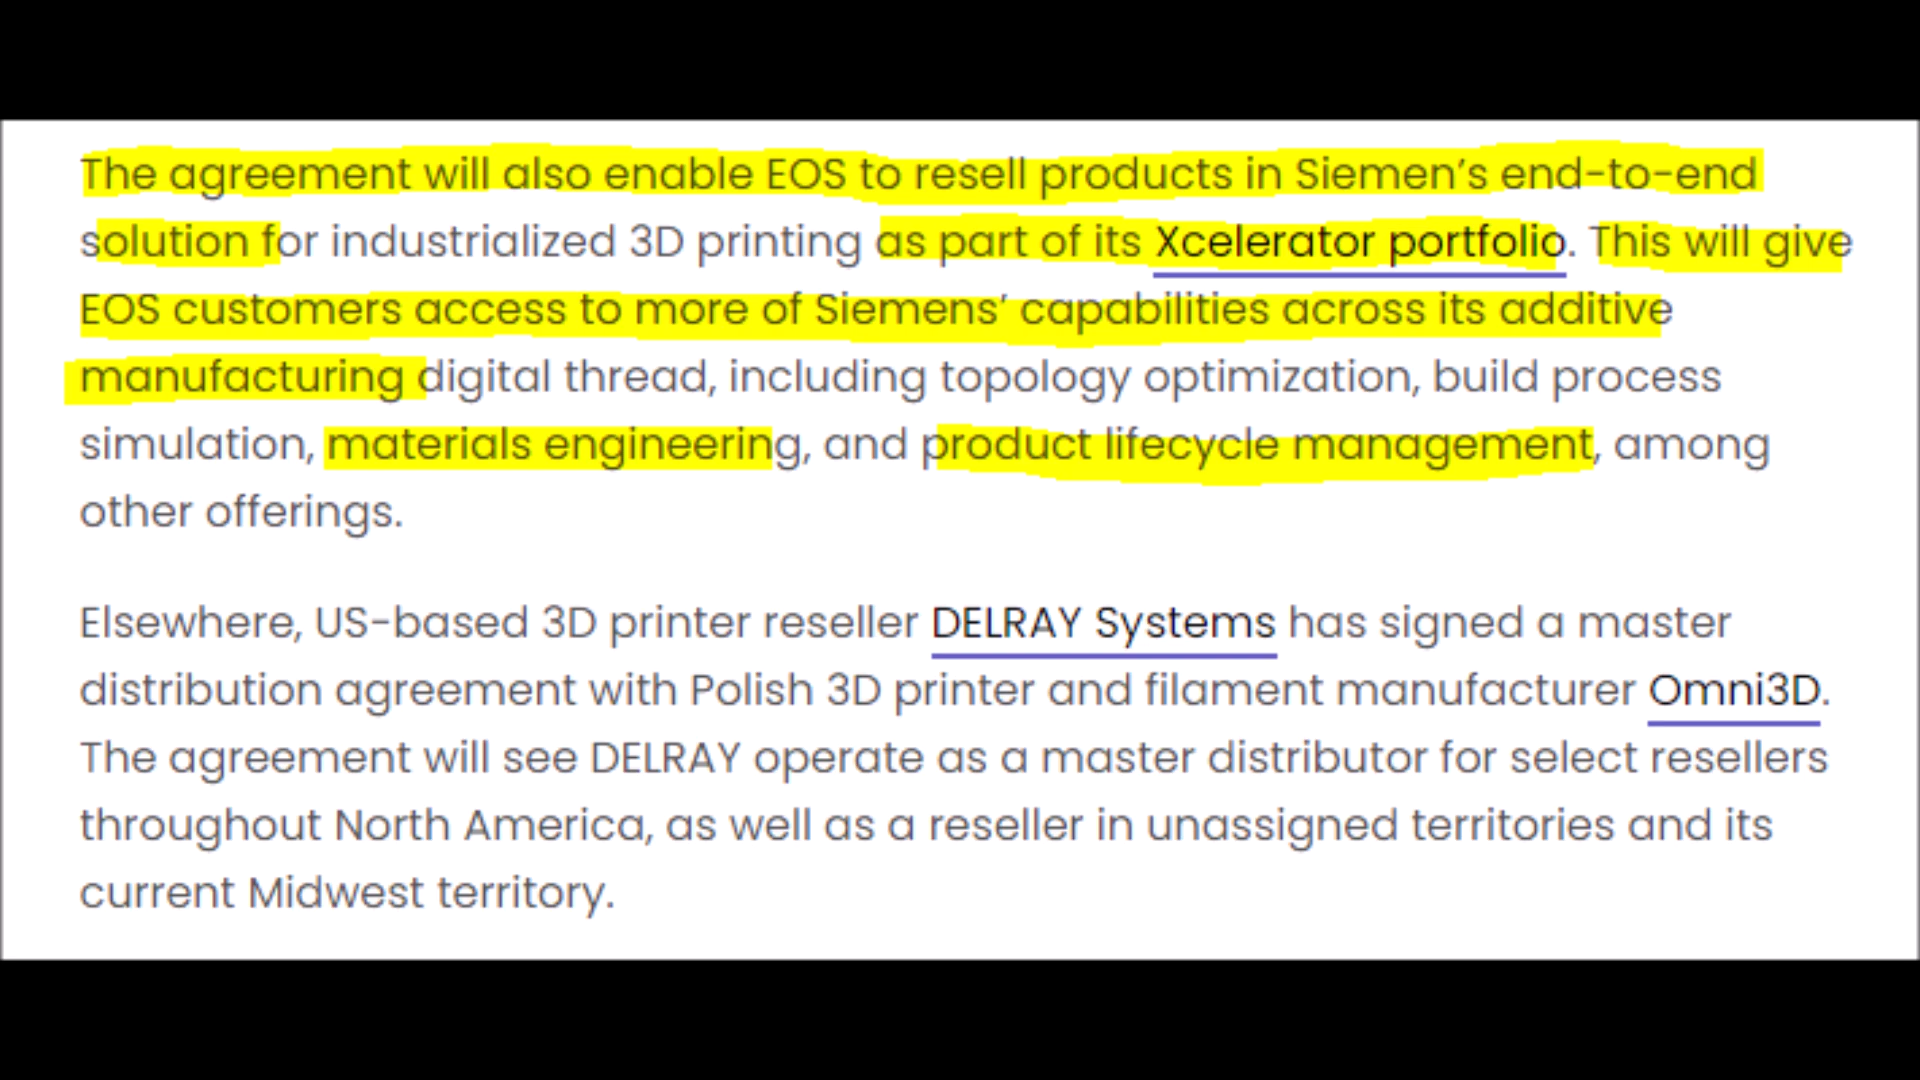 The agreement will also enable EOS to resell products in Siemen’s end-to-end
solution for industrialized 3D printing as part of its Xcelerator portfolio. This will give
EOS customers access to more of Siemens’ capabilities across its additive
manufacturing digital thread, including topology optimization, build process
simulation, materials engineering, and product lifecycle management, among
other offerings.
Elsewhere, US-based 3D printer reseller DELRAY Systems has signed a master
distribution agreement with Polish 3D printer and filament manufacturer Omni3D.
The agreement will see DELRAY operate as a master distributor for select resellers
throughout North America, as well as a reseller in unassigned territories and its
current Midwest territory.